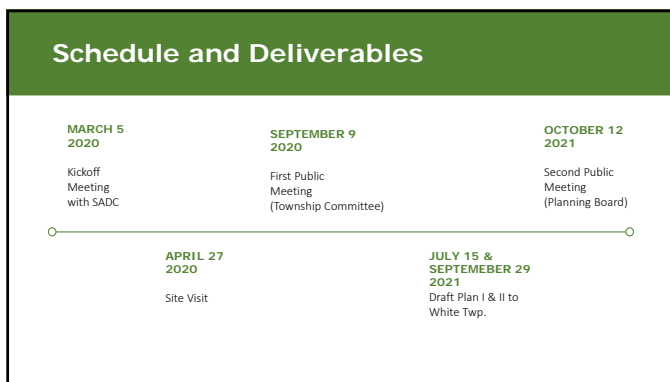 Schedule and Deliverables
MARCH 5
2020
Kickoff
Meeting
with SADC
SEPTEMBER 9
2020
First Public
Meeting
(Township Committee)
OCTOBER 12
2021
Second Public
Meeting
(Planning Board)
APRIL 27
2020
Site Visit
JULY 15 &
SEPTEMEBER 29
2021
Draft Plan I & II to
White Twp.